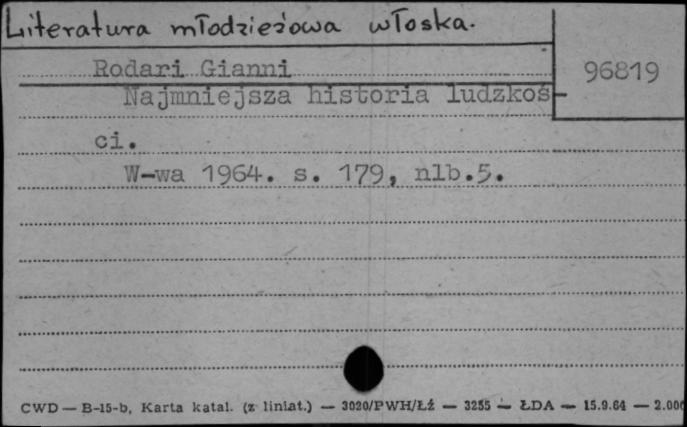 Literatura młodzieżowa włoska.
Rodari Gianni
96819
Najmniejsza historia ludzkoś-
ci.
W-wa 1964. s. 179, nlb.5.
CWD — B-15-b, Karta katal. (z liniat.) — 3020/PWH/Łź — 3255 — ŁDA — 15.9.64 — 2.000